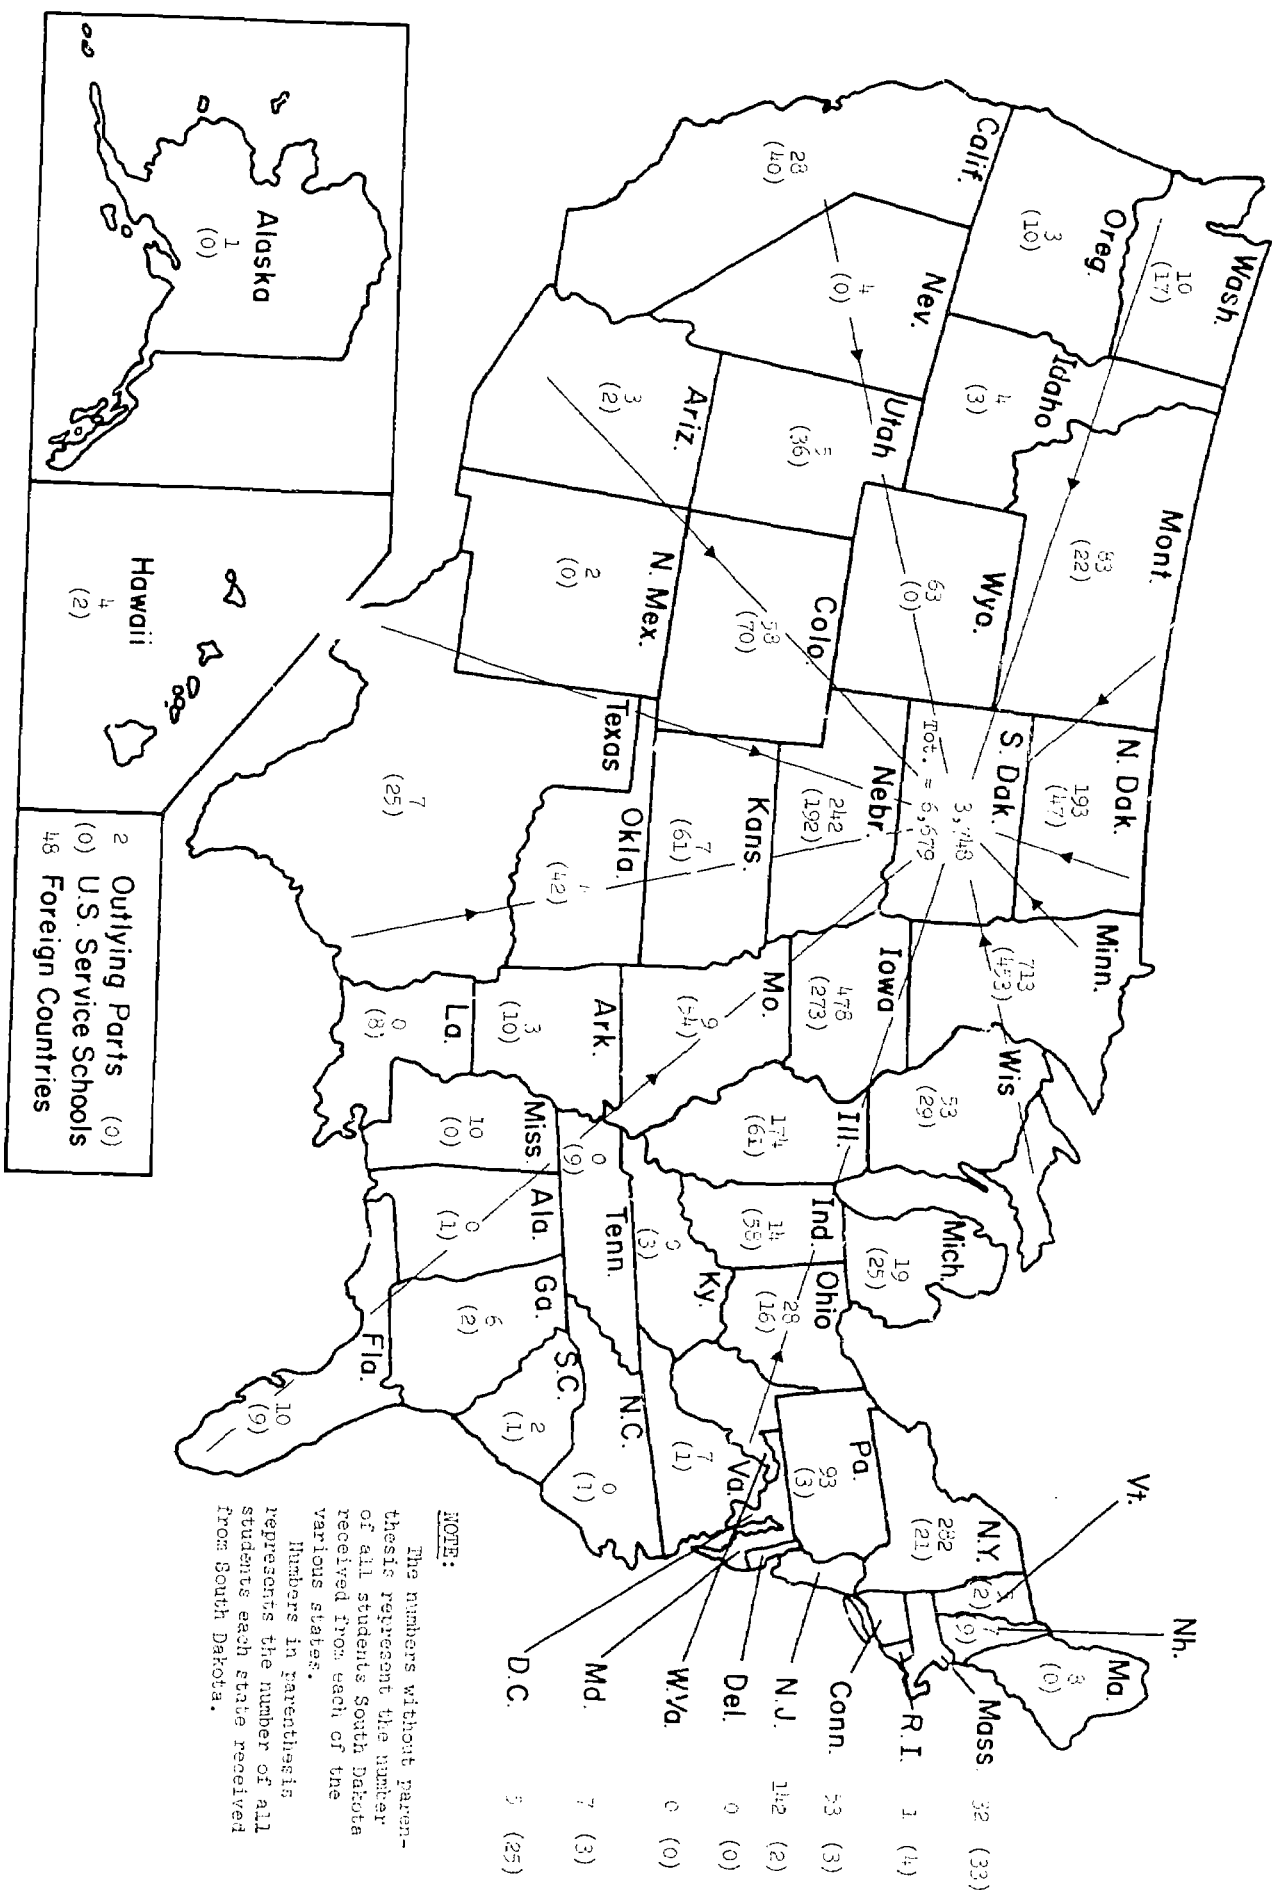 Wash.
10
(17)
Oreg.
3
(10)
Calif.
28
(40)
Nev.
4
(0)
Idaho
4
(3)
Mont.
83
(22)
Wyo.
63
(0)
Utah
5
(36)
Ariz.
3
(2)
Colo.
58
(70)
N. Mex.
2
(0)
N. Dak.
193
(47)
S. Dak.
3,748
Tot. = 6,679
Nebr.
242
(192)
Kans.
7
(61)
Okla.
(42)
Texas
7
(25)
Minn.
713
(453)
Iowa
478
(273)
Mo.
9
(54)
Ark.
3
(10)
La.
0
(8)
Wis
53
(29)
Ill.
174
(61)
Mich.
19
(25)
Ind.
14
(58)
Ohio
28
(16)
Ky.
0
(3)
Tenn.
0
(9)
Miss.
10
(0)
Ala.
0
(1)
Ga.
6
(2)
Fla.
10
(9)
S.C.
2
(1)
N.C.
0
(1)
Va.
7
(1)
Pa.
93
(3)
N.Y.
282
(21)
Vt.
5
(2)
Nh.
7
(9)
Ma.
8
(0)
Mass. 32 (33)
R.I. 1 (4)
Conn. 53 (3)
N.J. 142 (2)
Del. 0 (0)
W.Va. 0 (0)
Md. 7 (3)
D.C. 5 (25)
Alaska
1
(0)
Hawaii
4
(2)
2 Outlying Parts (0)
(0) U.S. Service Schools
48 Foreign Countries
NOTE:
The numbers without paren-
thesis represent the number
of all students South Dakota
received from each of the
various states.
Numbers in parenthesis
represents the number of all
students each state received
from South Dakota.